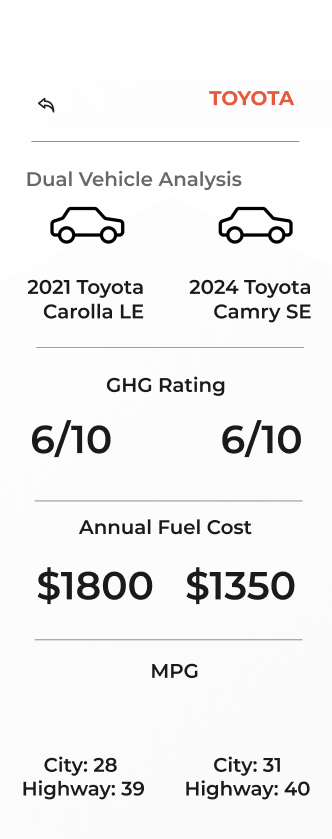 TOYOTA
Dual Vehicle Analysis
2021 Toyota
Carolla LE
2024 Toyota
Camry SE
GHG Rating
6/10 6/10
Annual Fuel Cost
$1800 $1350
MPG
City: 28
Highway: 39
City: 31
Highway: 40